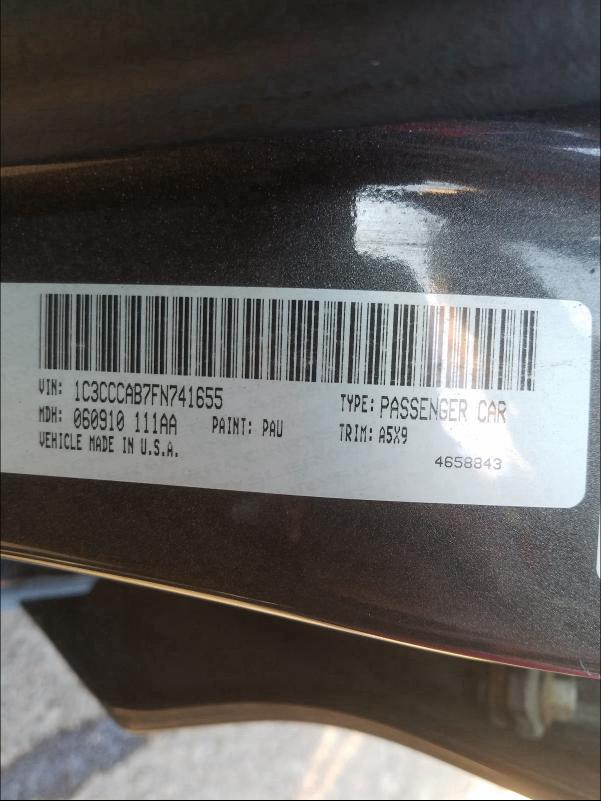 VIN: 1C3CCCAB7FN741655 TYPE: PASSENGER CAR
MDH: 060910 111AA PAINT: PAU TRIM: A5X9
VEHICLE MADE IN U.S.A.
4658843